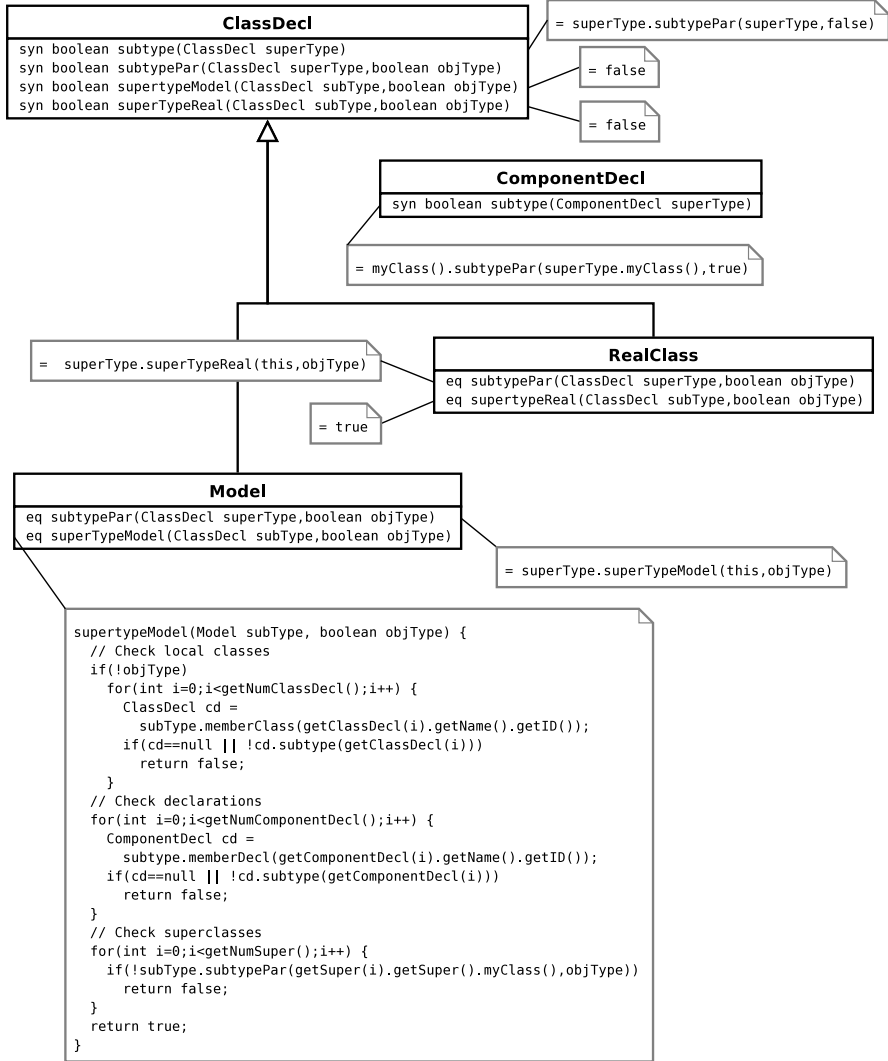 ClassDecl
syn boolean subtype(ClassDecl superType)
syn boolean subtypePar(ClassDecl superType,boolean objType)
syn boolean supertypeModel(ClassDecl subType,boolean objType)
syn boolean superTypeReal(ClassDecl subType,boolean objType)
= superType.subtypePar(superType,false)
= false
= false
ComponentDecl
syn boolean subtype(ComponentDecl superType)
= myClass().subtypePar(superType.myClass(),true)
= superType.superTypeReal(this,objType)
RealClass
eq subtypePar(ClassDecl superType,boolean objType)
eq supertypeReal(ClassDecl subType,boolean objType)
= true
Model
eq subtypePar(ClassDecl superType,boolean objType)
eq superTypeModel(ClassDecl subType,boolean objType)
= superType.superTypeModel(this,objType)
supertypeModel(Model subType, boolean objType) {
// Check local classes
if(!objType)
for(int i=0;i<getNumClassDecl();i++) {
ClassDecl cd =
subType.memberClass(getClassDecl(i).getName().getID());
if(cd==null || !cd.subtype(getClassDecl(i)))
return false;
}
// Check declarations
for(int i=0;i<getNumComponentDecl();i++) {
ComponentDecl cd =
subtype.memberDecl(getComponentDecl(i).getName().getID());
if(cd==null || !cd.subtype(getComponentDecl(i)))
return false;
}
// Check superclasses
for(int i=0;i<getNumSuper();i++) {
if(!subType.subtypePar(getSuper(i).getSuper().myClass(),objType))
return false;
}
return true;
}